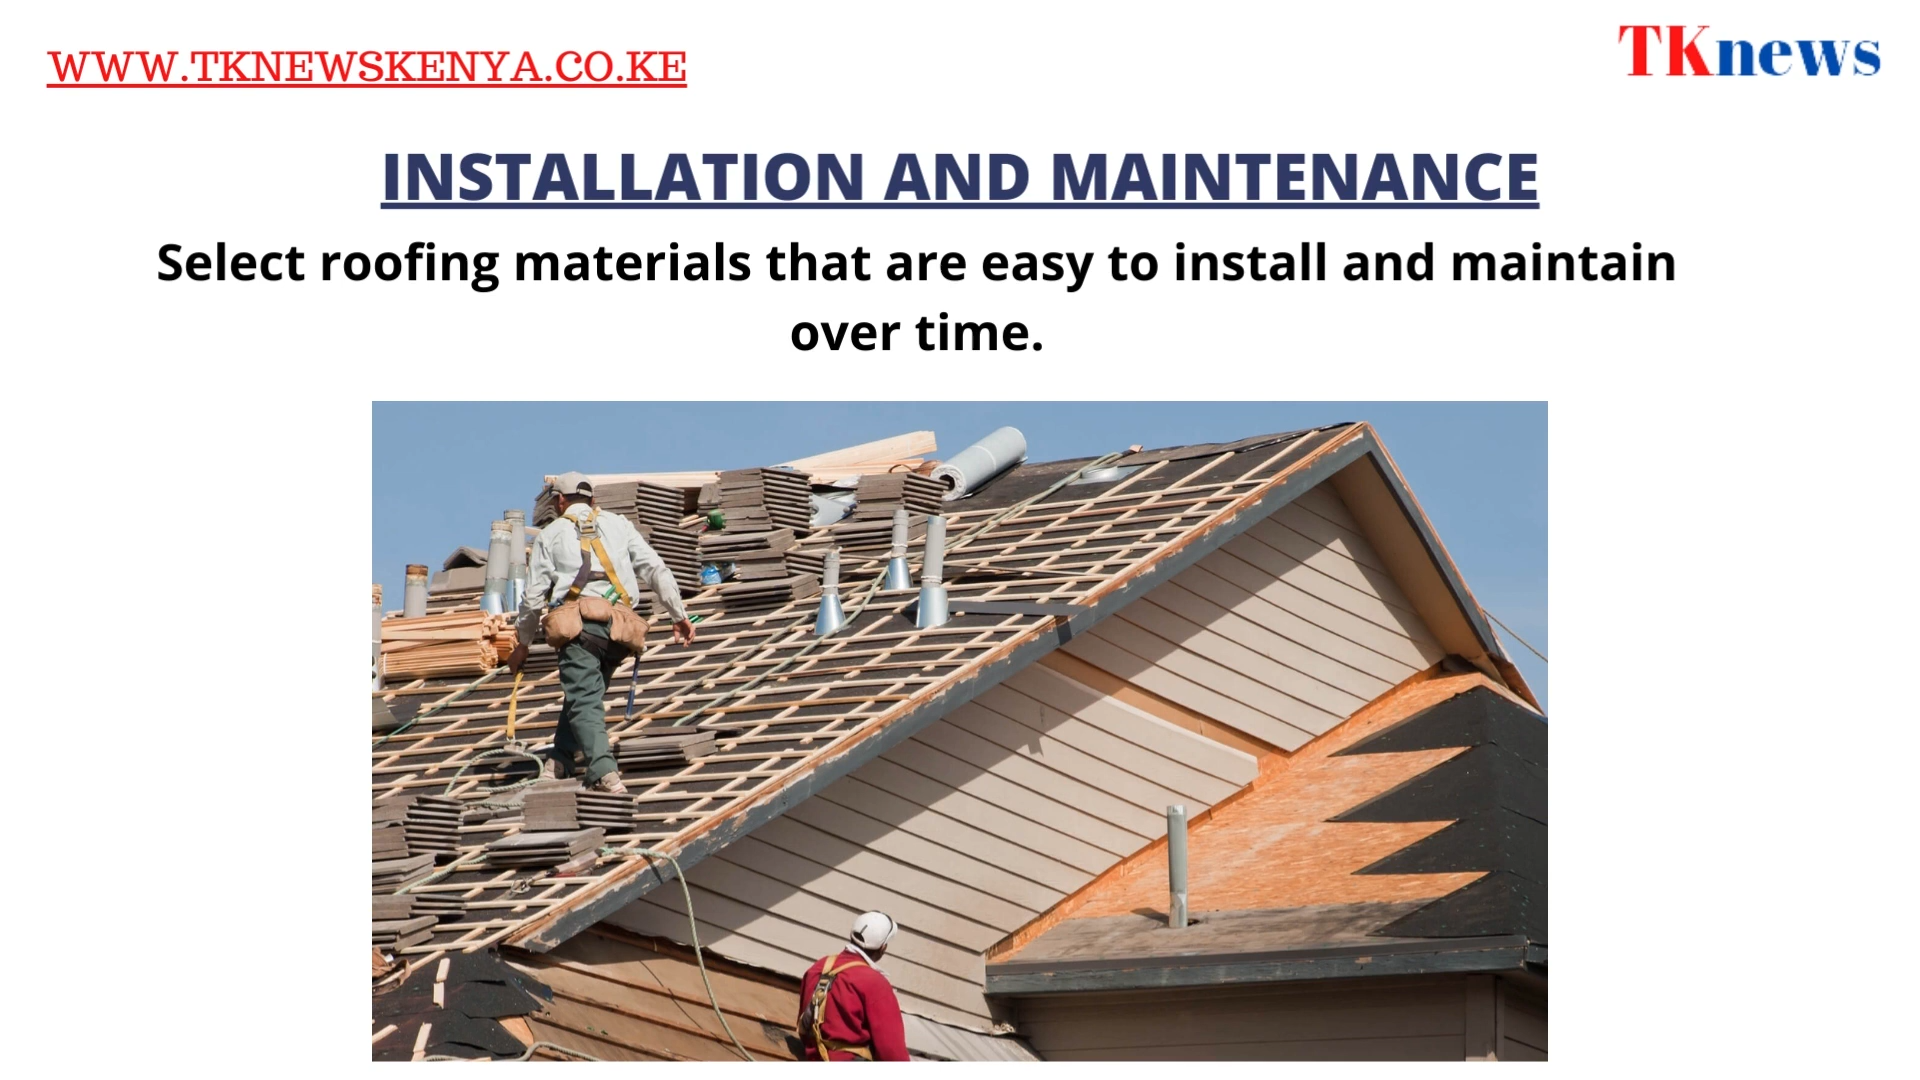 WWW.TKNEWSKENYA.CO.KE
TKnews
INSTALLATION AND MAINTENANCE
Select roofing materials that are easy to install and maintain
over time.